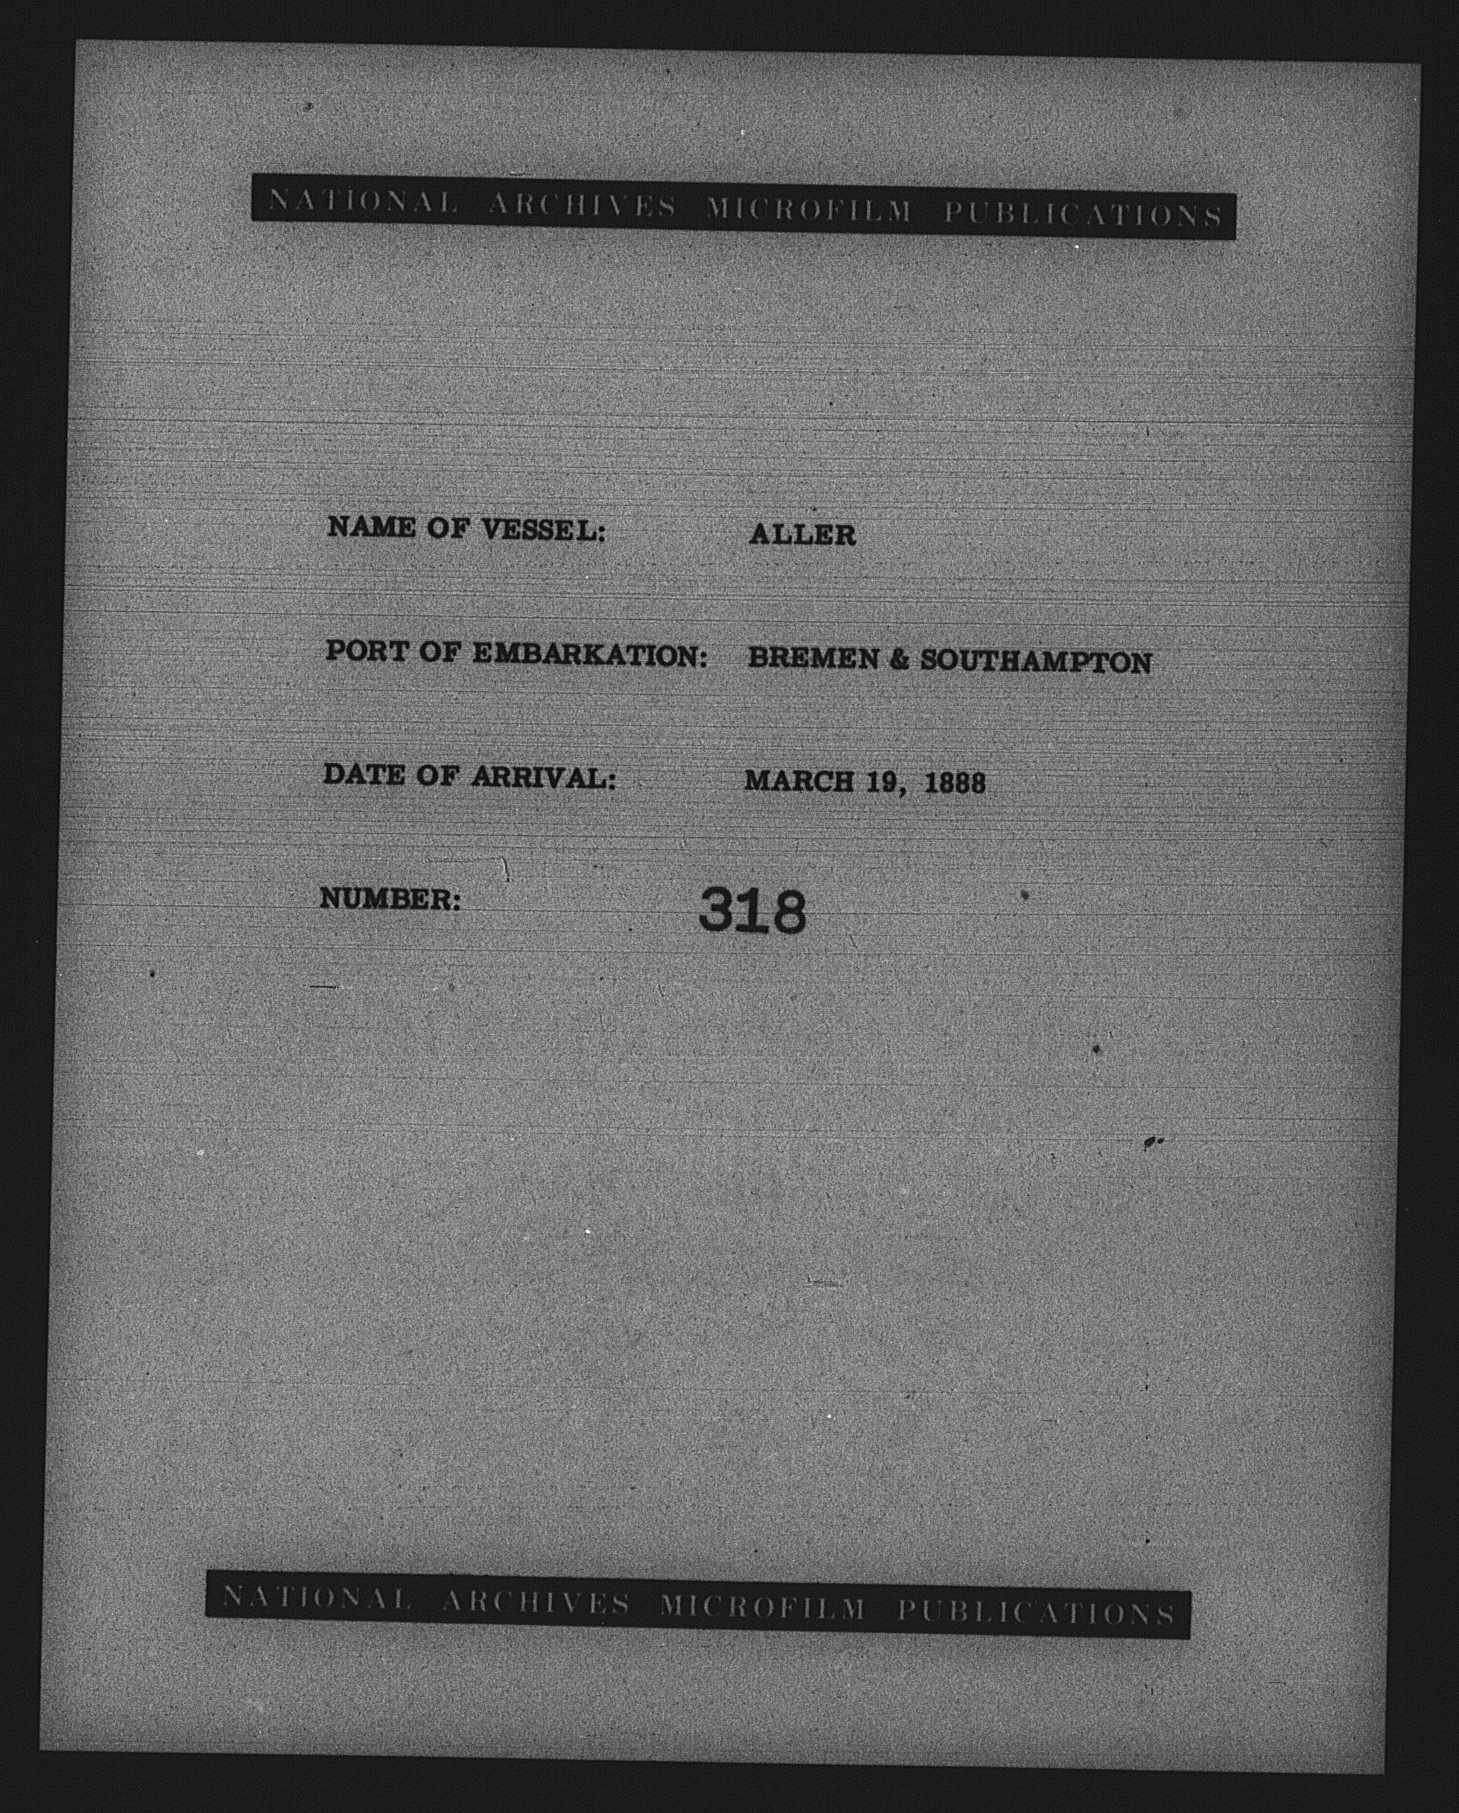 NATIONAL ARCHIVES MICROFILM PUBLICATIONS
NAME OF VESSEL: ALLER
PORT OF EMBARKATION: BREMEN & SOUTHAMPTON
DATE OF ARRIVAL: MARCH 19, 1888
NUMBER: 318
NATIONAL ARCHIVES MICROFILM PUBLICATIONS